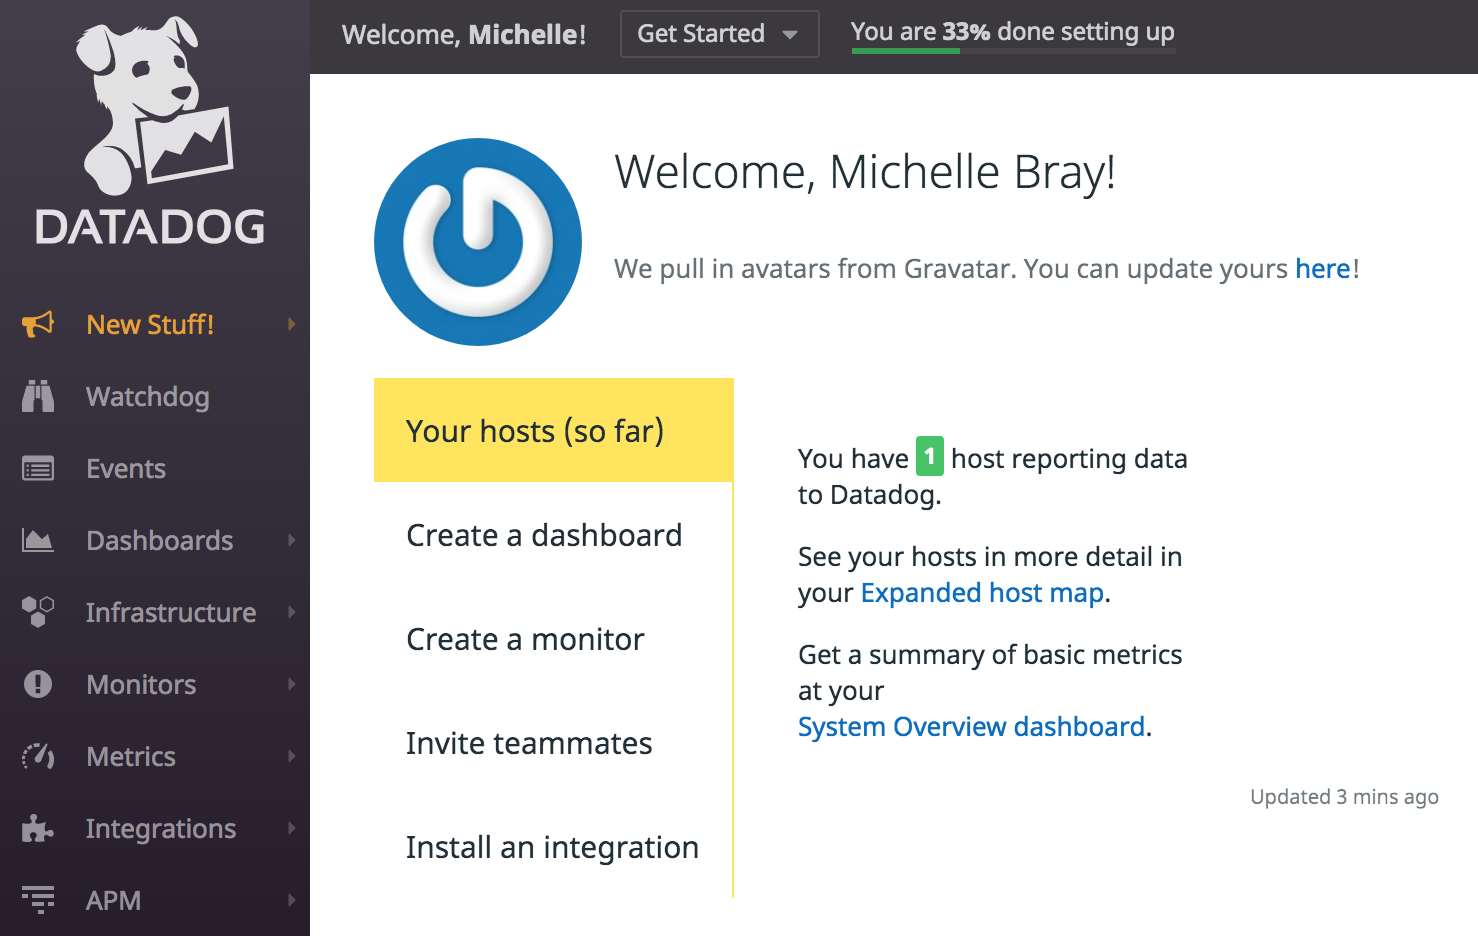 DATADOG
New Stuff!
Watchdog
Events
Dashboards
Infrastructure
Monitors
Metrics
Integrations
APM
Welcome, Michelle!
Get Started
You are 33% done setting up
Welcome, Michelle Bray!
We pull in avatars from Gravatar. You can update yours here!
Your hosts (so far)
Create a dashboard
Create a monitor
Invite teammates
Install an integration
You have 1 host reporting data
to Datadog.
See your hosts in more detail in
your Expanded host map.
Get a summary of basic metrics
at your
System Overview dashboard.
Updated 3 mins ago